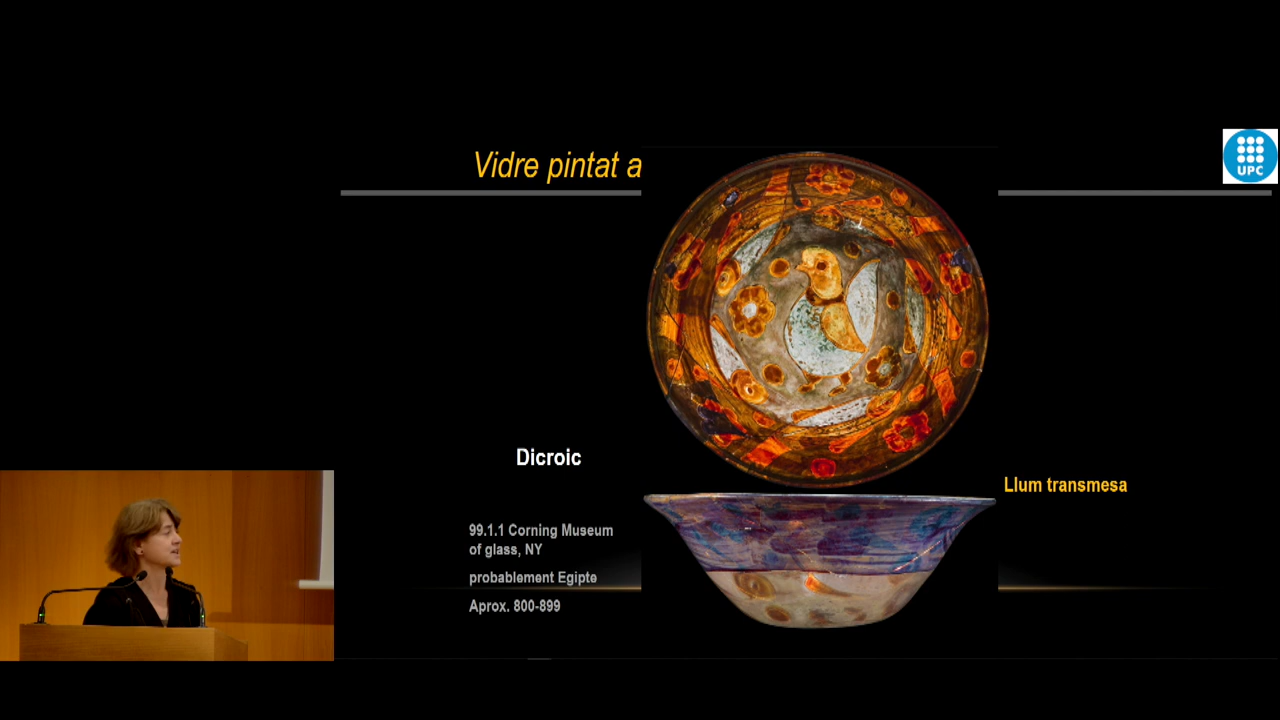 Vidre pintat a
UPC
Dicroic
Llum transmesa
99.1.1 Corning Museum
of glass, NY
probablement Egipte
Aprox. 800-899